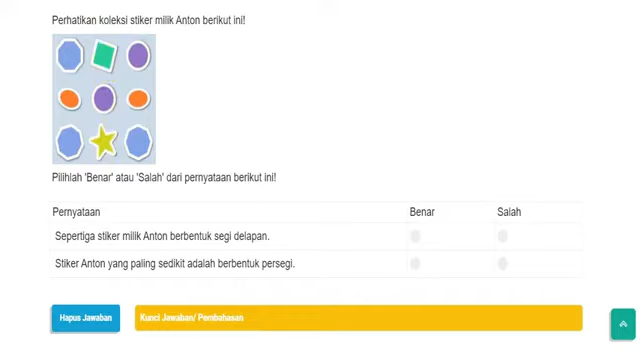 Perhatikan koleksi stiker milik Anton berikut ini!
Pilihlah 'Benar' atau 'Salah' dari pernyataan berikut ini!
Pernyataan Benar Salah
Sepertiga stiker milik Anton berbentuk segi delapan.
Stiker Anton yang paling sedikit adalah berbentuk persegi.
Hapus Jawaban Kunci Jawaban/ Pembahasan